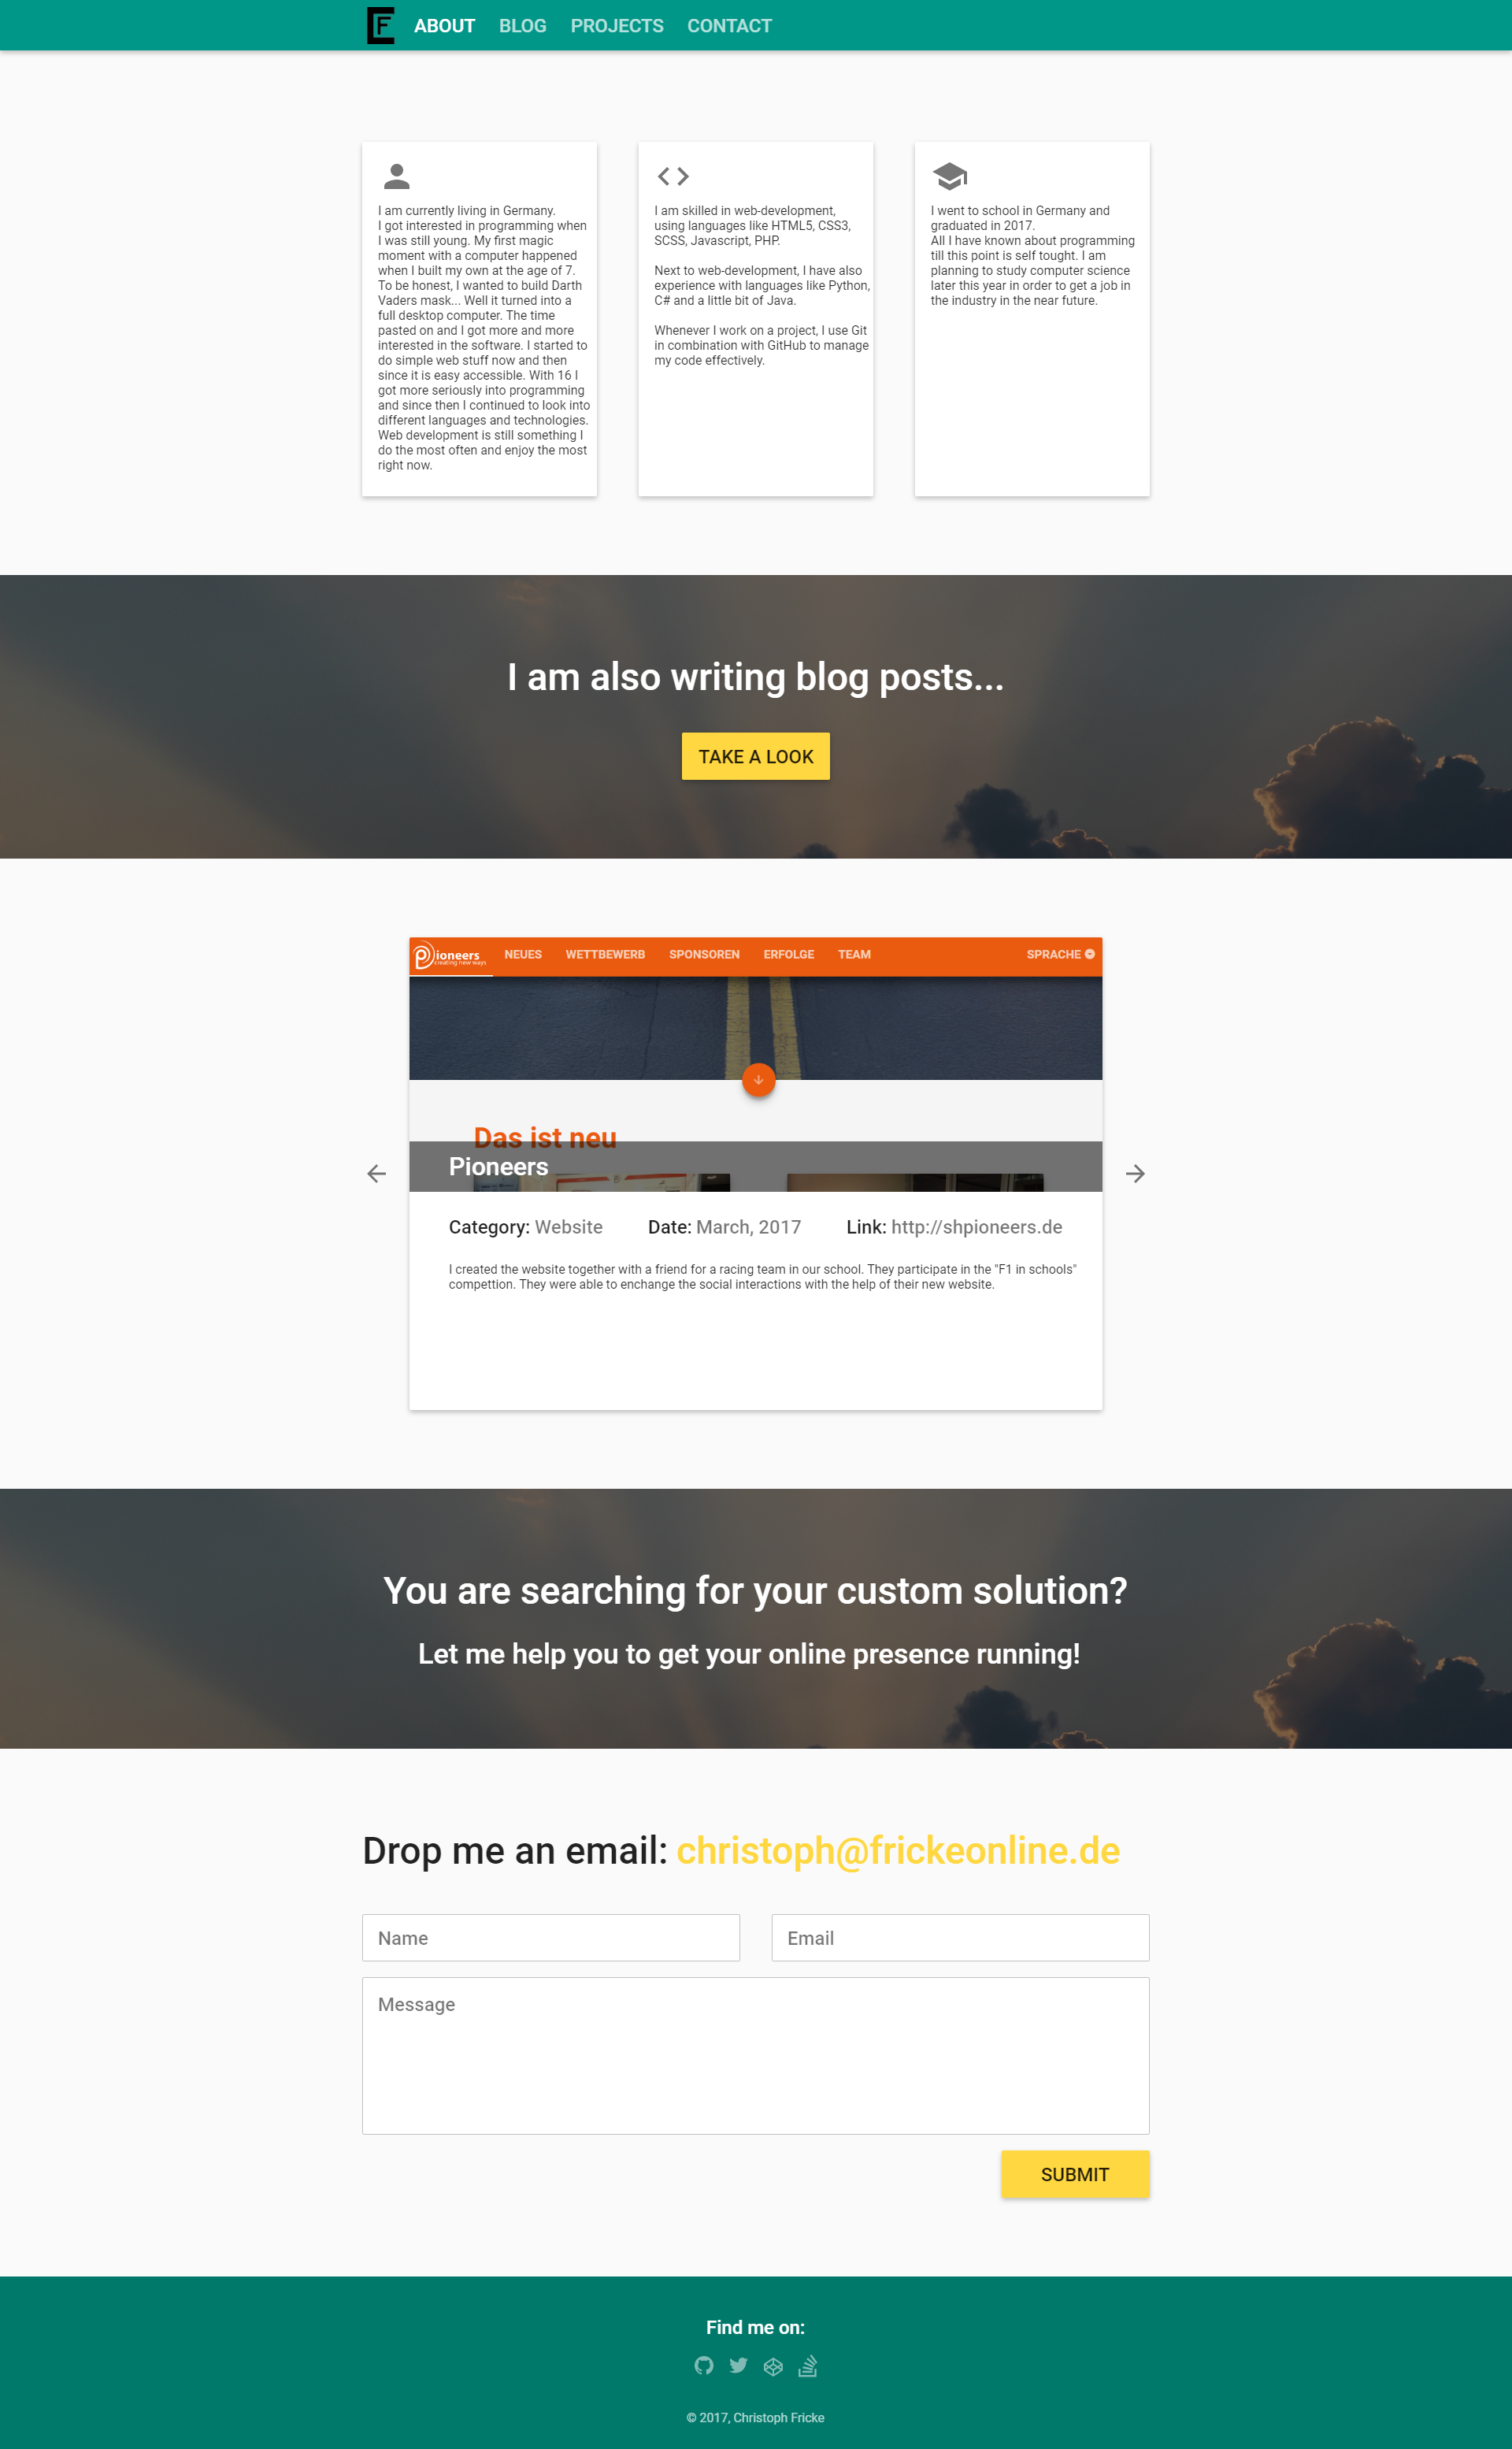 ABOUT BLOG PROJECTS CONTACT
I am currently living in Germany.
I got interested in programming when
I was still young. My first magic
moment with a computer happened
when I built my own at the age of 7.
To be honest, I wanted to build Darth
Vaders mask... Well it turned into a
full desktop computer. The time
pasted on and I got more and more
interested in the software. I started to
do simple web stuff now and then
since it is easy accessible. With 16 I
got more seriously into programming
and since then I continued to look into
different languages and technologies.
Web development is still something I
do the most often and enjoy the most
right now.
I am skilled in web-development,
using languages like HTML5, CSS3,
SCSS, Javascript, PHP.
Next to web-development, I have also
experience with languages like Python,
C# and a little bit of Java.
Whenever I work on a project, I use Git
in combination with GitHub to manage
my code effectively.
I went to school in Germany and
graduated in 2017.
All I have known about programming
till this point is self tought. I am
planning to study computer science
later this year in order to get a job in
the industry in the near future.
I am also writing blog posts...
TAKE A LOOK
Pioneers
creating new ways
NEUES WETTBEWERB SPONSOREN ERFOLGE TEAM SPRACHE
Das ist neu
Pioneers
Category: Website Date: March, 2017 Link: http://shpioneers.de
I created the website together with a friend for a racing team in our school. They participate in the "F1 in schools"
compettion. They were able to enchange the social interactions with the help of their new website.
You are searching for your custom solution?
Let me help you to get your online presence running!
Drop me an email: christoph@frickeonline.de
Name Email
Message
SUBMIT
Find me on:
© 2017, Christoph Fricke